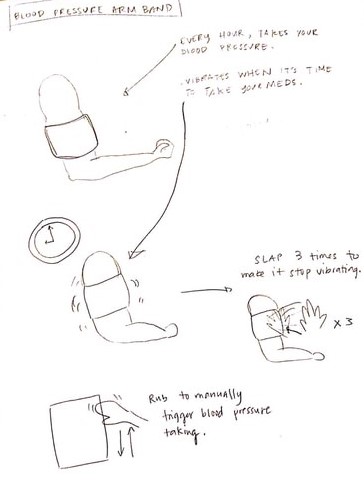 BLOOD PRESSURE ARM BAND
EVERY HOUR, TAKES YOUR
BLOOD PRESSURE.
VIBRATES WHEN IT'S TIME
TO TAKE YOUR MEDS.
SLAP 3 times to
make it stop vibrating.
x3
Rub to manually
trigger blood pressure
taking.